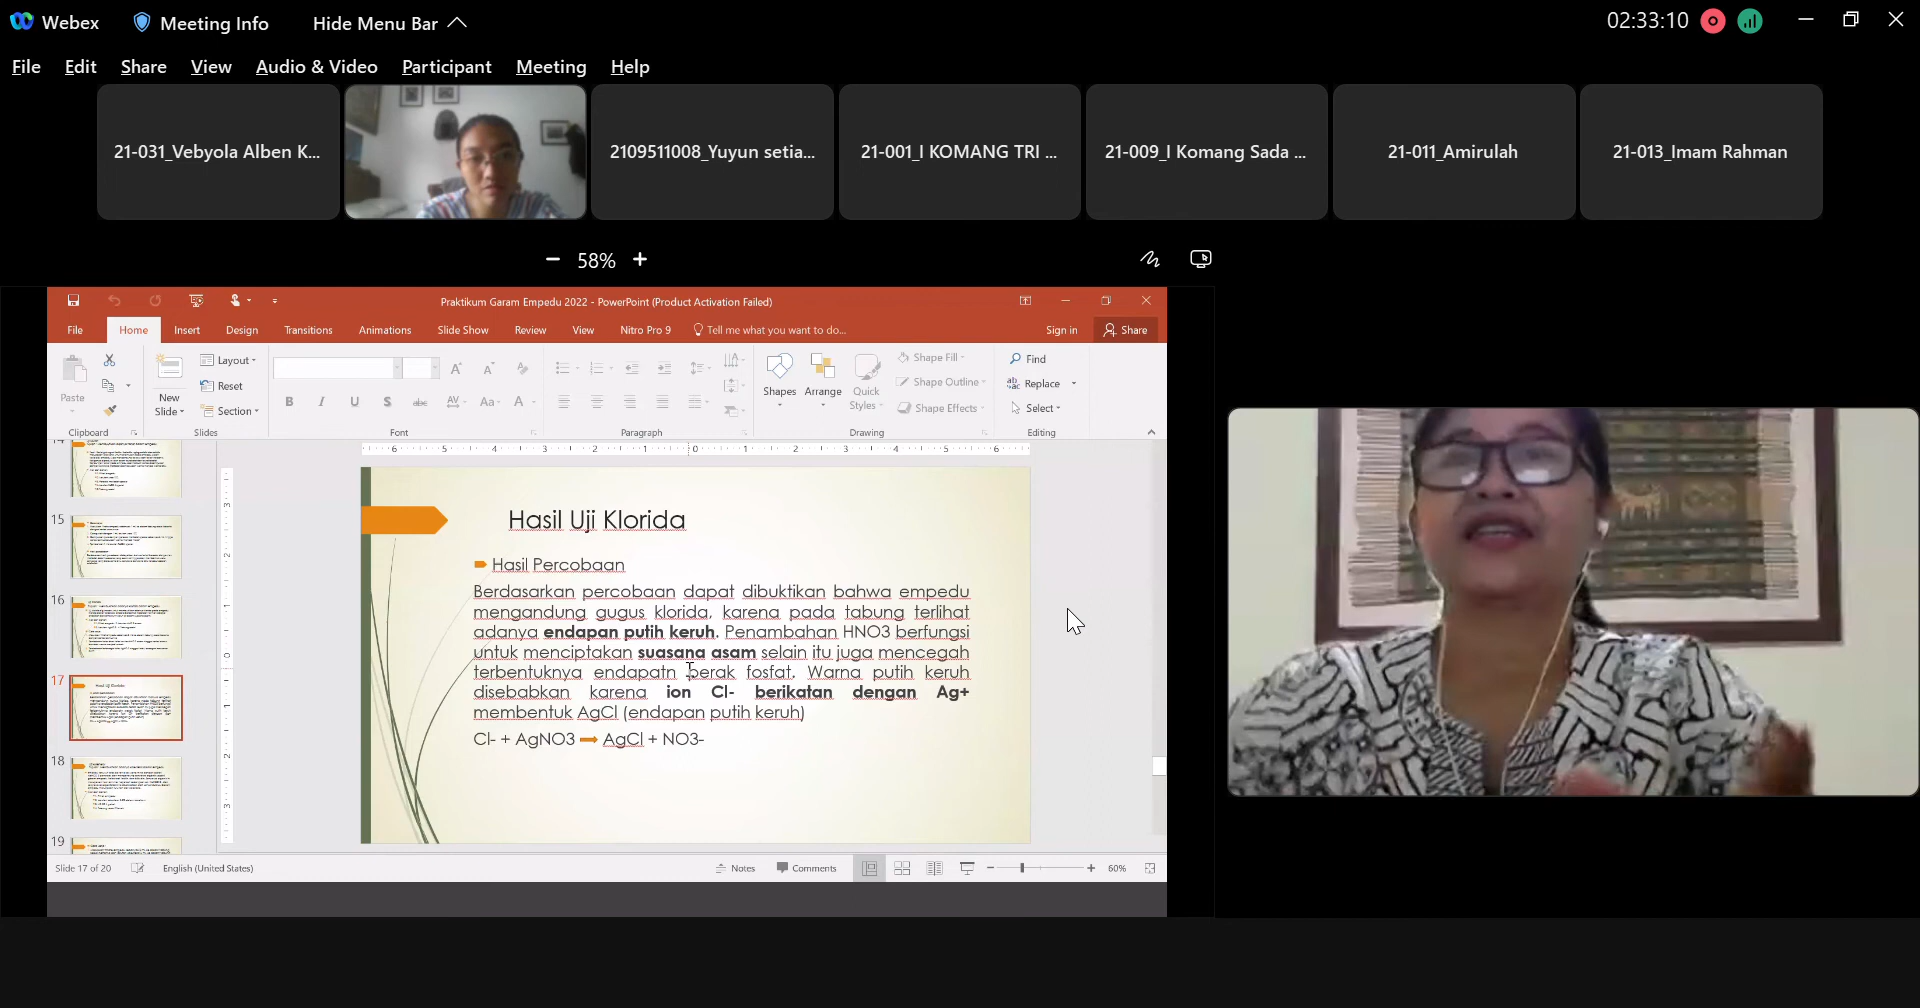 Webex Meeting Info Hide Menu Bar 02:33:10
File Edit Share View Audio & Video Participant Meeting Help
21-031_Vebyola Alben K... 2109511008_Yuyun setia... 21-001_I KOMANG TRI ... 21-009_I Komang Sada ... 21-011_Amirulah 21-013_Imam Rahman
58%
Praktikum Garam Empedu 2022 - PowerPoint (Product Activation Failed)
File Home Insert Design Transitions Animations Slide Show Review View Nitro Pro 9 Tell me what you want to do... Sign in Share
Paste New Slide Layout Reset Section Shapes Arrange Quick Styles Shape Fill Shape Outline Shape Effects Find Replace Select
Clipboard Slides Font Paragraph Drawing Editing
Hasil Uji Klorida
Hasil Percobaan
Berdasarkan percobaan dapat dibuktikan bahwa empedu
mengandung gugus klorida, karena pada tabung terlihat
adanya endapan putih keruh. Penambahan HNO3 berfungsi
untuk menciptakan suasana asam selain itu juga mencegah
terbentuknya endapatn perak fosfat. Warna putih keruh
disebabkan karena ion Cl- berikatan dengan Ag+
membentuk AgCl (endapan putih keruh)
Cl- + AgNO3 ➡ AgCl + NO3-
14
15
16
17
18
19
Slide 17 of 20 English (United States) Notes Comments 60%